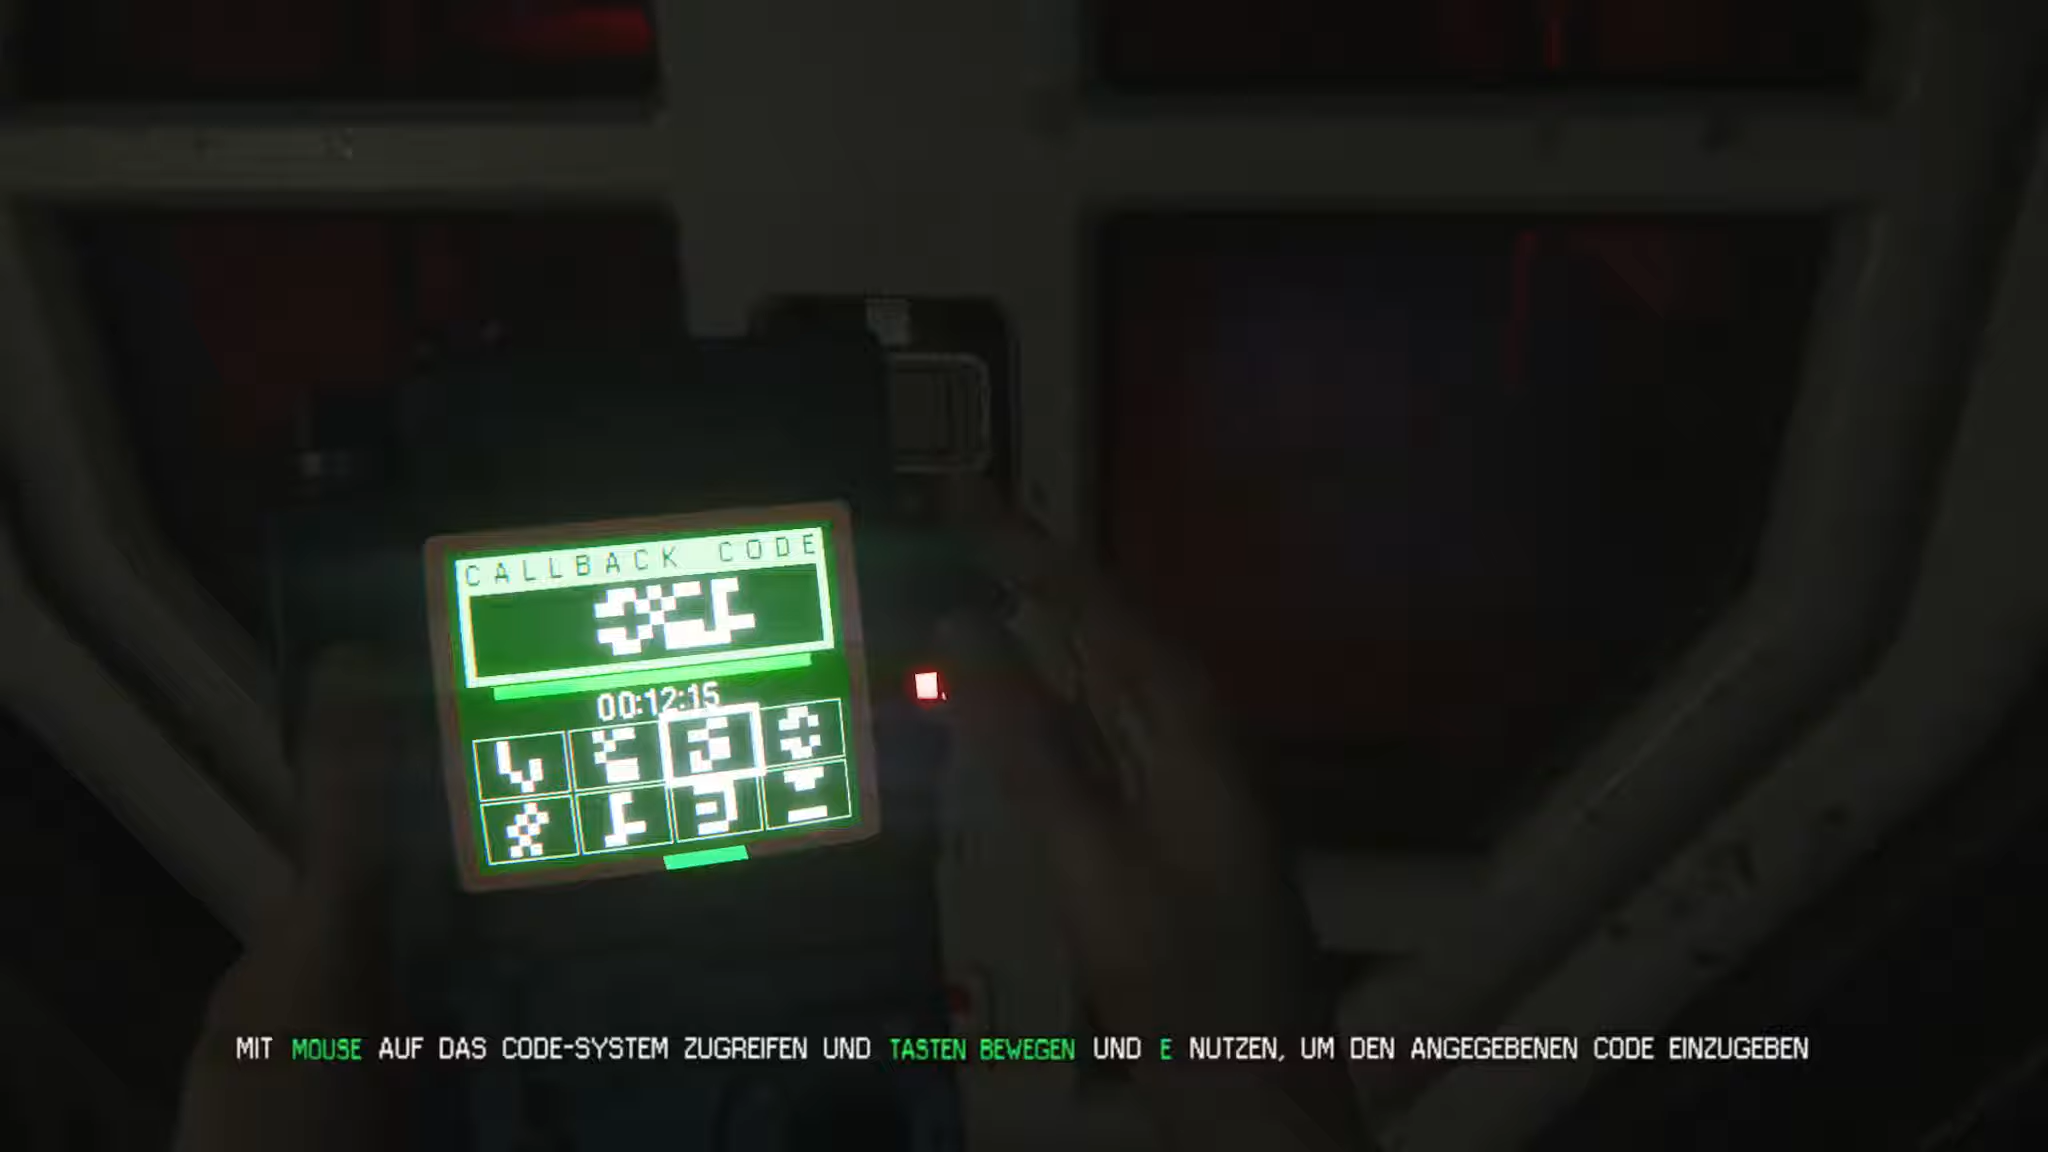 CALLBACK CODE
00:12:15
MIT MOUSE AUF DAS CODE-SYSTEM ZUGREIFEN UND TASTEN BEWEGEN UND E NUTZEN, UM DEN ANGEGEBENEN CODE EINZUGEBEN